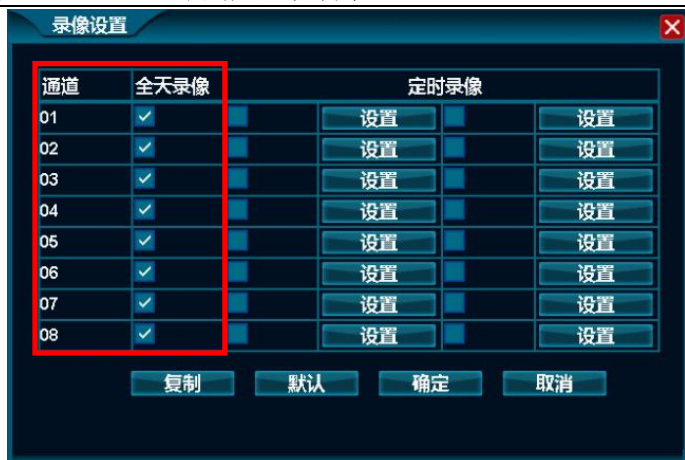 录像设置
通道 全天录像 定时录像
01 设置 设置
02 设置 设置
03 设置 设置
04 设置 设置
05 设置 设置
06 设置 设置
07 设置 设置
08 设置 设置
复制 默认 确定 取消